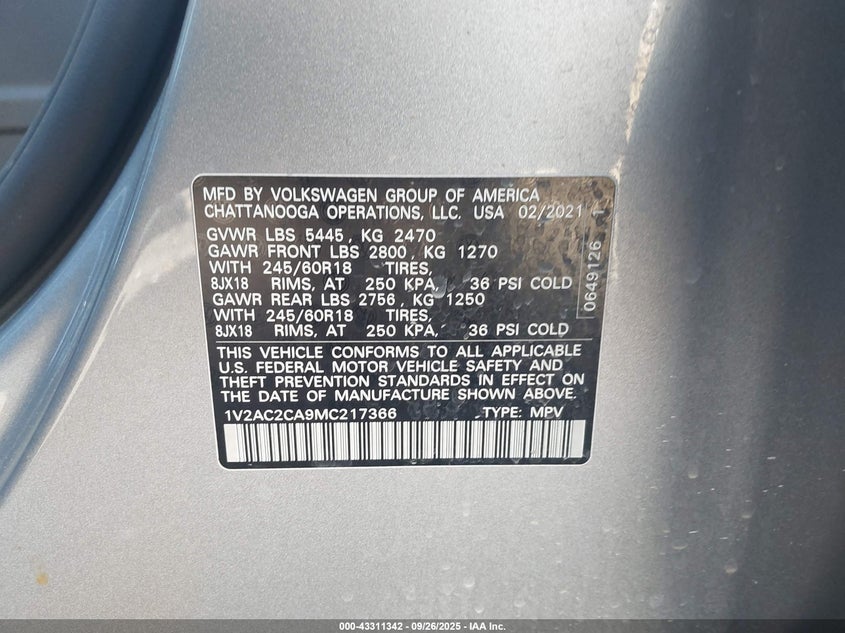 MFD BY VOLKSWAGEN GROUP OF AMERICA
CHATTANOOGA OPERATIONS, LLC. USA 02/2021 1
GVWR LBS 5445, KG 2470
GAWR FRONT LBS 2800, KG 1270
WITH 245/60R18 TIRES,
8JX18 RIMS, AT 250 KPA, 36 PSI COLD
GAWR REAR LBS 2756, KG 1250
WITH 245/60R18 TIRES,
8JX18 RIMS, AT 250 KPA, 36 PSI COLD
0649126
THIS VEHICLE CONFORMS TO ALL APPLICABLE
U.S. FEDERAL MOTOR VEHICLE SAFETY AND
THEFT PREVENTION STANDARDS IN EFFECT ON
THE DATE OF MANUFACTURE SHOWN ABOVE.
1V2AC2CA9MC217366 TYPE: MPV
000-43311342 - 09/26/2025 - IAA Inc.